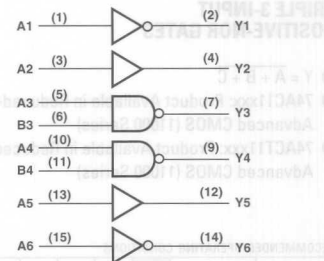 A1 (1) (2) Y1
A2 (3) (4) Y2
A3 (5) (7) Y3
B3 (6)
A4 (10) (9) Y4
B4 (11)
A5 (13) (12) Y5
A6 (15) (14) Y6